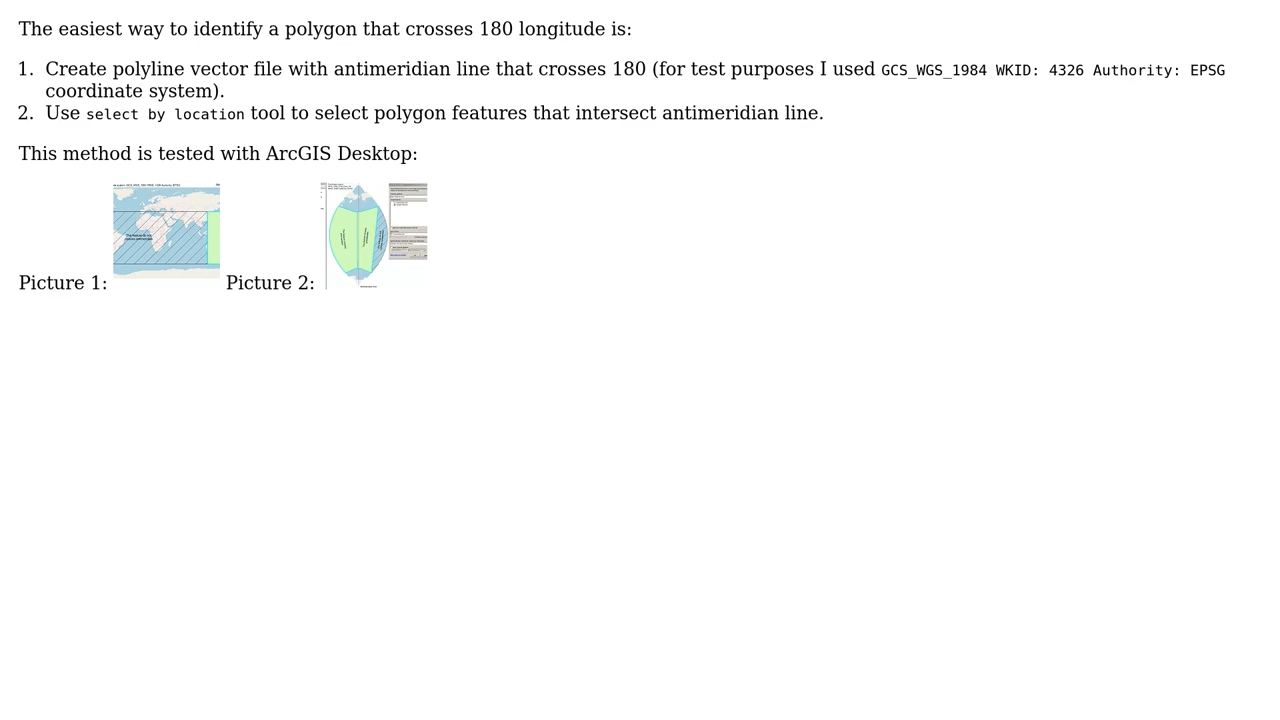 The easiest way to identify a polygon that crosses 180 longitude is:
1. Create polyline vector file with antimeridian line that crosses 180 (for test purposes I used GCS_WGS_1984 WKID: 4326 Authority: EPSG
coordinate system).
2. Use select by location tool to select polygon features that intersect antimeridian line.
This method is tested with ArcGIS Desktop:
Picture 1: Picture 2: